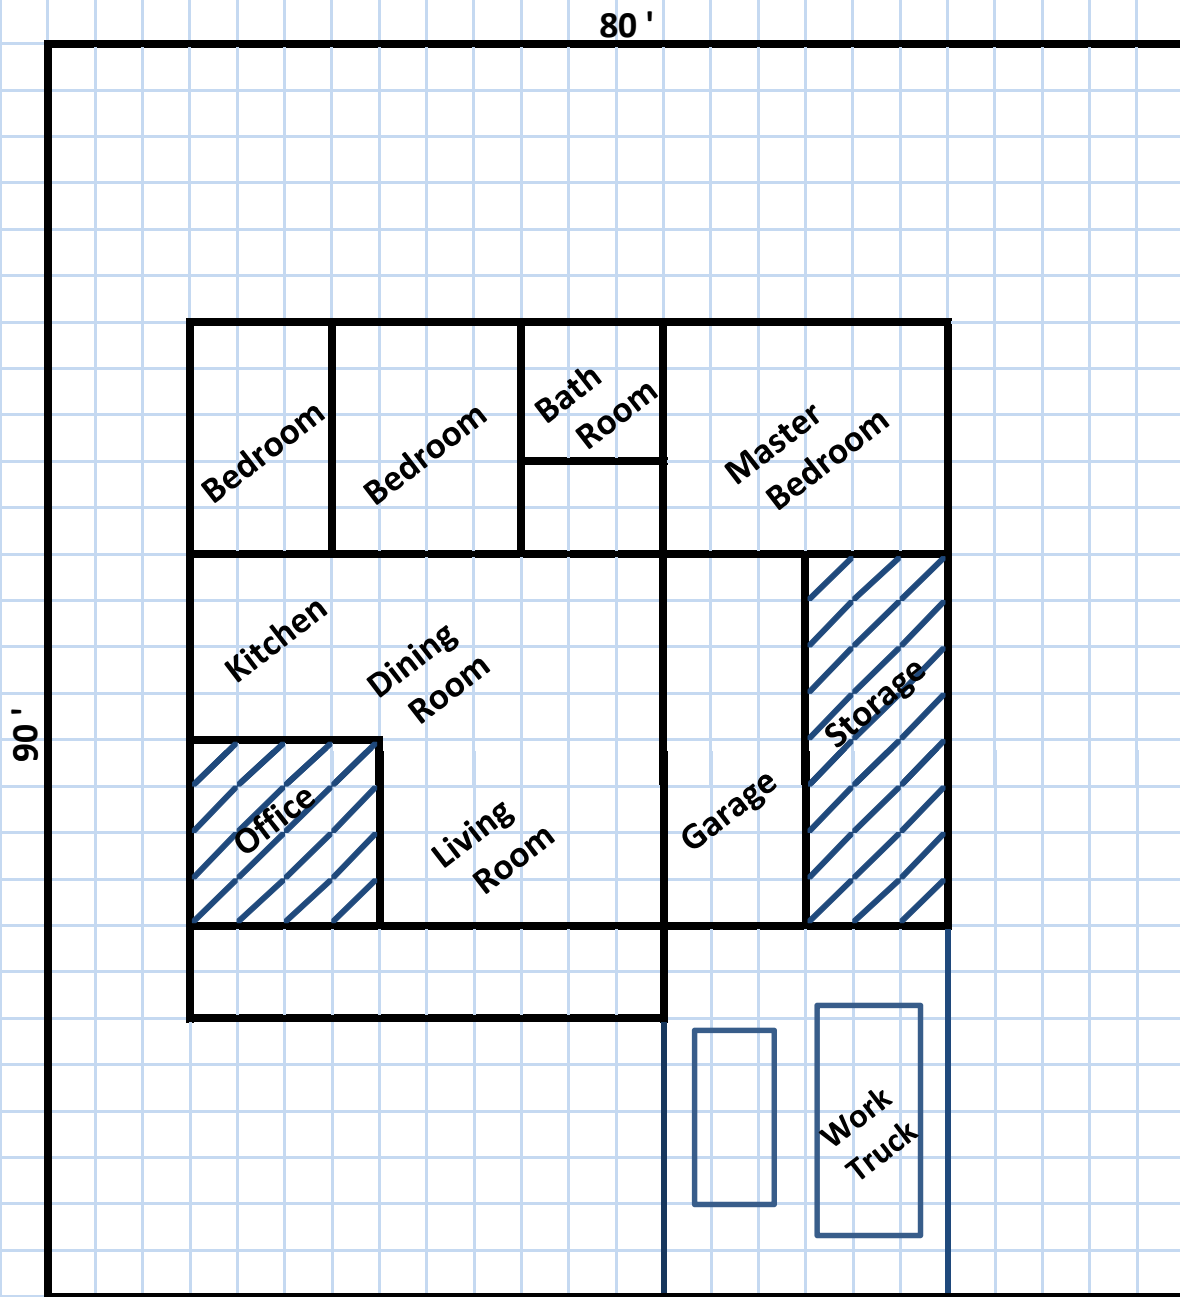 80 '
90 '
Bedroom
Bedroom
Bath
Room
Master
Bedroom
Kitchen
Dining
Room
Storage
Office
Living
Room
Garage
Work
Truck